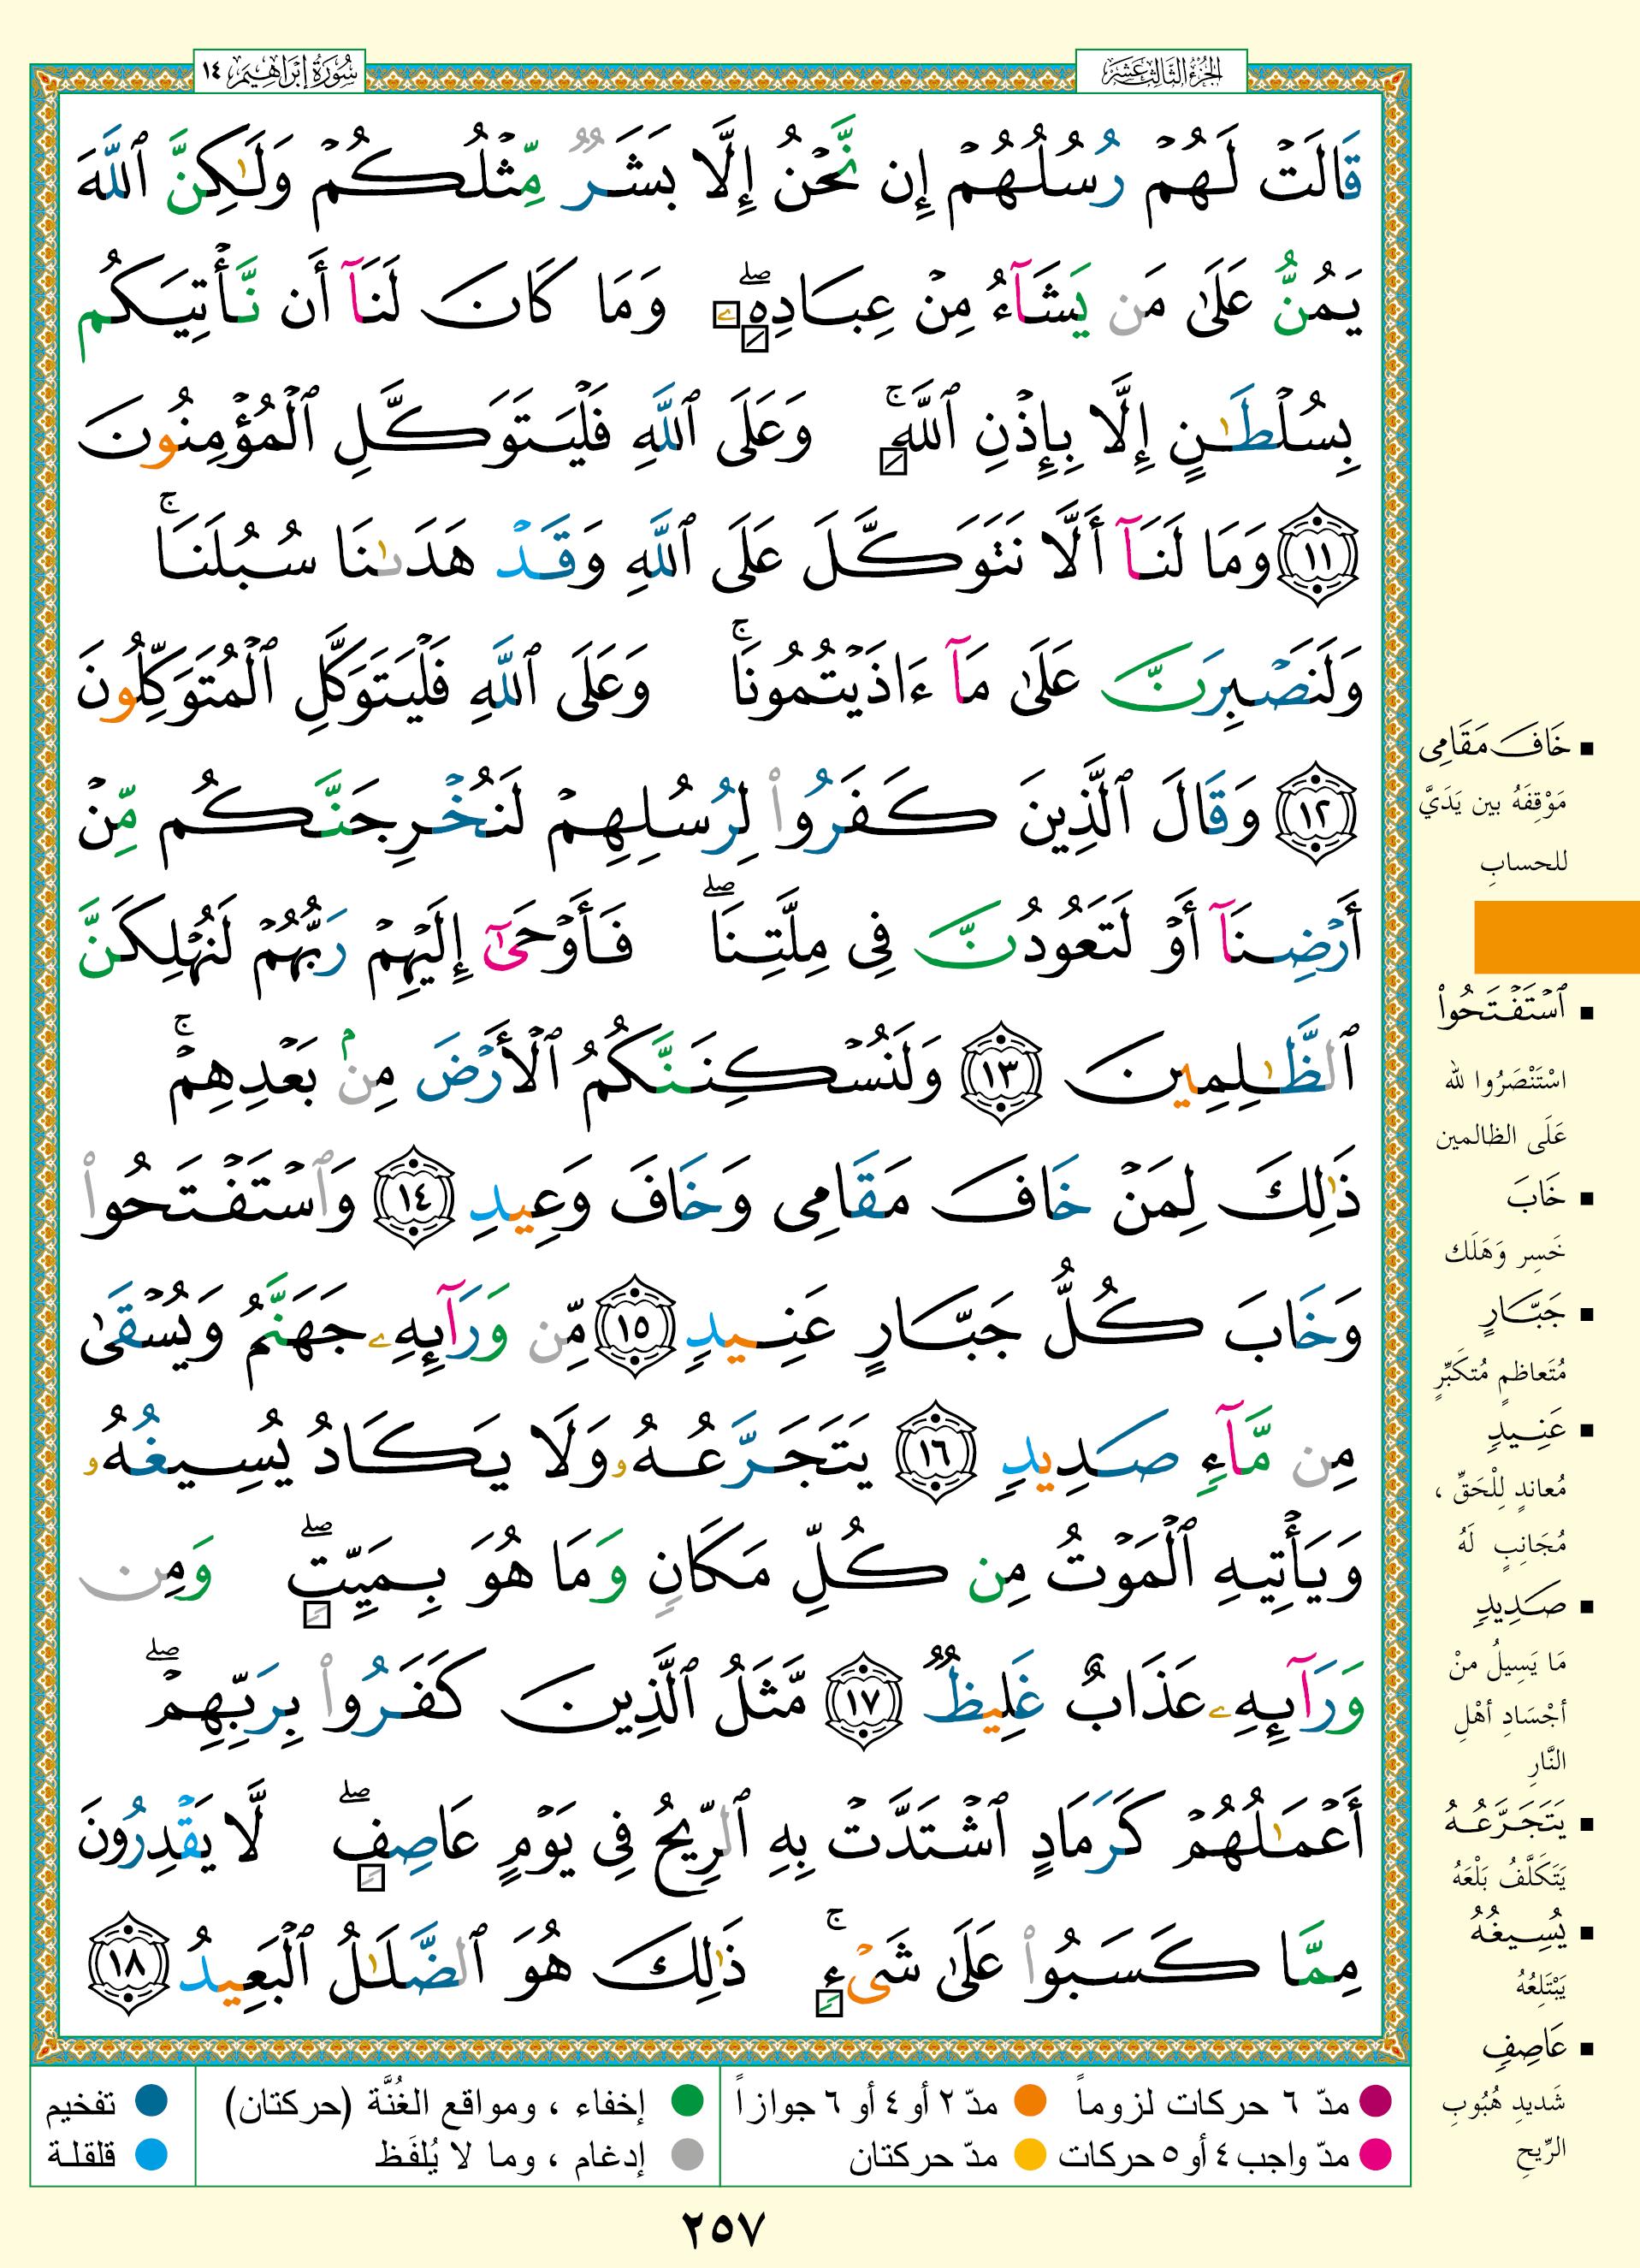 الجزء الثالث عشر
سورة إبراهيم ١٤
قَالَتْ لَهُمْ رُسُلُهُمْ إِن نَّحْنُ إِلَّا بَشَرٌ مِّثْلُكُمْ وَلَٰكِنَّ ٱللَّهَ
يَمُنُّ عَلَىٰ مَن يَشَآءُ مِنْ عِبَادِهِۦ ۖ وَمَا كَانَ لَنَآ أَن نَّأْتِيَكُم
بِسُلْطَٰنٍ إِلَّا بِإِذْنِ ٱللَّهِ ۚ وَعَلَى ٱللَّهِ فَلْيَتَوَكَّلِ ٱلْمُؤْمِنُونَ
١١ وَمَا لَنَآ أَلَّا نَتَوَكَّلَ عَلَى ٱللَّهِ وَقَدْ هَدَىٰنَا سُبُلَنَا ۚ
وَلَنَصْبِرَنَّ عَلَىٰ مَآ ءَاذَيْتُمُونَا ۚ وَعَلَى ٱللَّهِ فَلْيَتَوَكَّلِ ٱلْمُتَوَكِّلُونَ
١٢ وَقَالَ ٱلَّذِينَ كَفَرُوا۟ لِرُسُلِهِمْ لَنُخْرِجَنَّكُم مِّنْ
أَرْضِنَآ أَوْ لَتَعُودُنَّ فِى مِلَّتِنَا ۖ فَأَوْحَىٰٓ إِلَيْهِمْ رَبُّهُمْ لَنُهْلِكَنَّ
ٱلظَّٰلِمِينَ ١٣ وَلَنُسْكِنَنَّكُمُ ٱلْأَرْضَ مِنۢ بَعْدِهِمْ ۚ
ذَٰلِكَ لِمَنْ خَافَ مَقَامِى وَخَافَ وَعِيدِ ١٤ وَٱسْتَفْتَحُوا۟
وَخَابَ كُلُّ جَبَّارٍ عَنِيدٍ ١٥ مِّن وَرَآئِهِۦ جَهَنَّمُ وَيُسْقَىٰ
مِن مَّآءٍ صَدِيدٍ ١٦ يَتَجَرَّعُهُۥ وَلَا يَكَادُ يُسِيغُهُۥ
وَيَأْتِيهِ ٱلْمَوْتُ مِن كُلِّ مَكَانٍ وَمَا هُوَ بِمَيِّتٍ ۖ وَمِن
وَرَآئِهِۦ عَذَابٌ غَلِيظٌ ١٧ مَّثَلُ ٱلَّذِينَ كَفَرُوا۟ بِرَبِّهِمْ ۖ
أَعْمَٰلُهُمْ كَرَمَادٍ ٱشْتَدَّتْ بِهِ ٱلرِّيحُ فِى يَوْمٍ عَاصِفٍ ۖ لَّا يَقْدِرُونَ
مِمَّا كَسَبُوا۟ عَلَىٰ شَىْءٍ ۚ ذَٰلِكَ هُوَ ٱلضَّلَٰلُ ٱلْبَعِيدُ ١٨
خَافَ مَقَامِى
مَوْقِفَهُ بين يَدَيَّ
للحسابِ
ٱسْتَفْتَحُوا۟
اسْتَنْصَرُوا لله
عَلَى الظالمين
خَابَ
خَسِر وَهَلَك
جَبَّارٍ
مُتَعاظمٍ مُتكَبِّرٍ
عَنِيدٍ
مُعاندٍ لِلْحَقِّ ،
مُجَانِبٍ لَهُ
صَدِيدٍ
مَا يَسِيلُ منْ
أجْسَادِ أهْلِ
النَّارِ
يَتَجَرَّعُهُ
يَتَكَلَّفُ بَلْعَهُ
يُسِيغُهُ
يَبْتَلِعُهُ
عَاصِفٍ
شَديدِ هُبُوبِ
الرِّيحِ
مدّ ٦ حركات لزوماً مدّ ٢ أو ٤ أو ٦ جوازاً إخفاء ، ومواقع الغُنَّة (حركتان) تفخيم
مدّ واجب ٤ أو ٥ حركات مدّ حركتان إدغام ، وما لا يُلفَظ قلقلة
٢٥٧